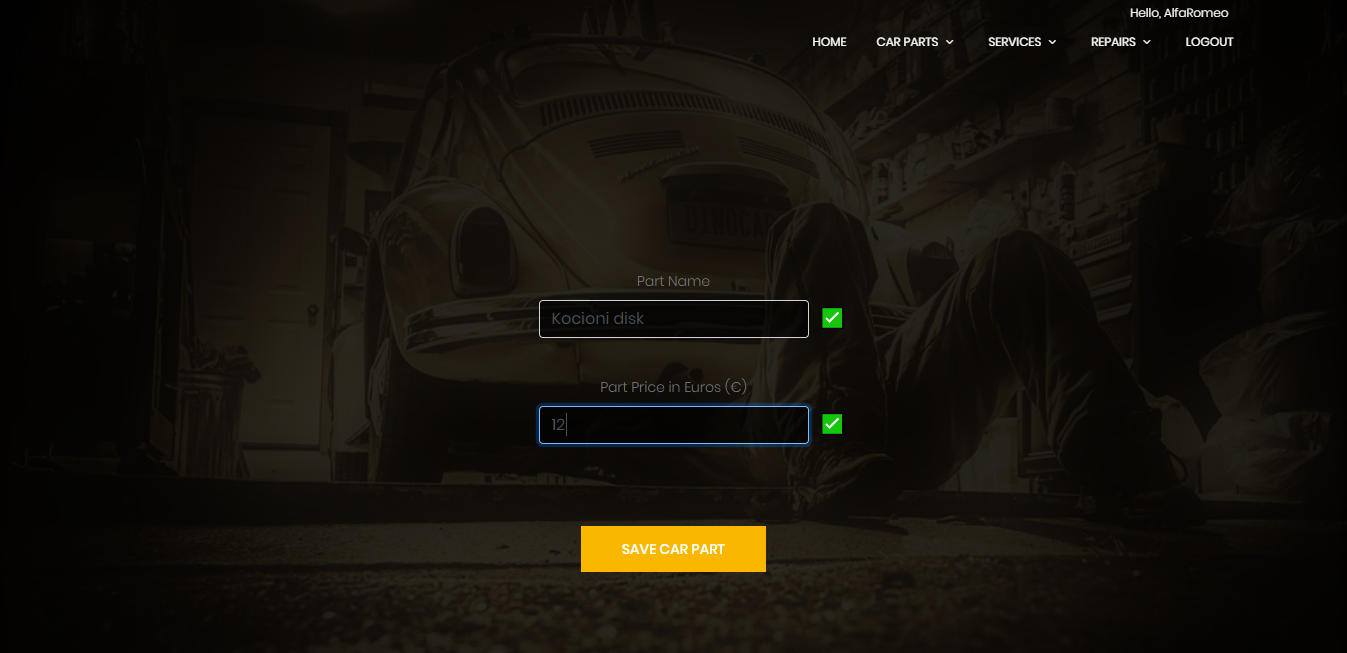 Hello, AlfaRomeo
HOME CAR PARTS SERVICES REPAIRS LOGOUT
Part Name
Kocioni disk
Part Price in Euros (€)
12
SAVE CAR PART